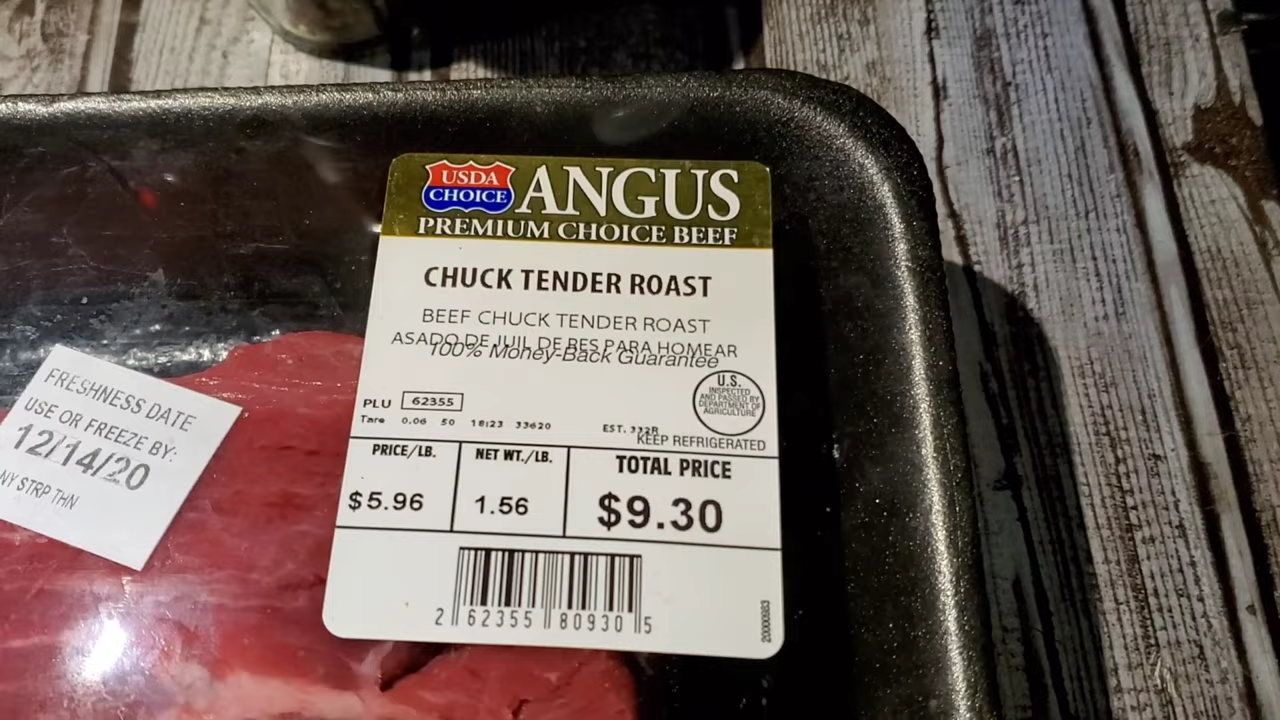 USDA
CHOICE
ANGUS
PREMIUM CHOICE BEEF
CHUCK TENDER ROAST
BEEF CHUCK TENDER ROAST
ASADO DE JUIL DE RES PARA HOMEAR
100% Money-Back Guarantee
U.S.
INSPECTED
AND PASSED BY
DEPARTMENT OF
AGRICULTURE
PLU 62355
Tare 0.06 50 18:23 33620 EST. 332R
KEEP REFRIGERATED
PRICE/LB. NET WT./LB. TOTAL PRICE
$5.96 1.56 $9.30
2 62355 80930 5
20000983
FRESHNESS DATE
USE OR FREEZE BY:
12/14/20
NY STRP THN